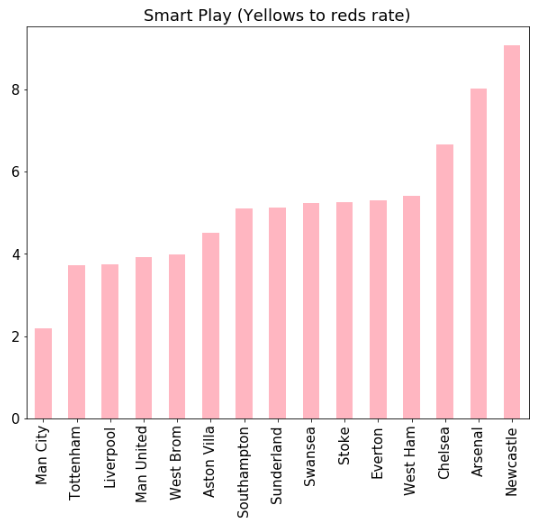 Smart Play (Yellows to reds rate)
8
6
4
2
0
Man City
Tottenham
Liverpool
Man United
West Brom
Aston Villa
Southampton
Sunderland
Swansea
Stoke
Everton
West Ham
Chelsea
Arsenal
Newcastle